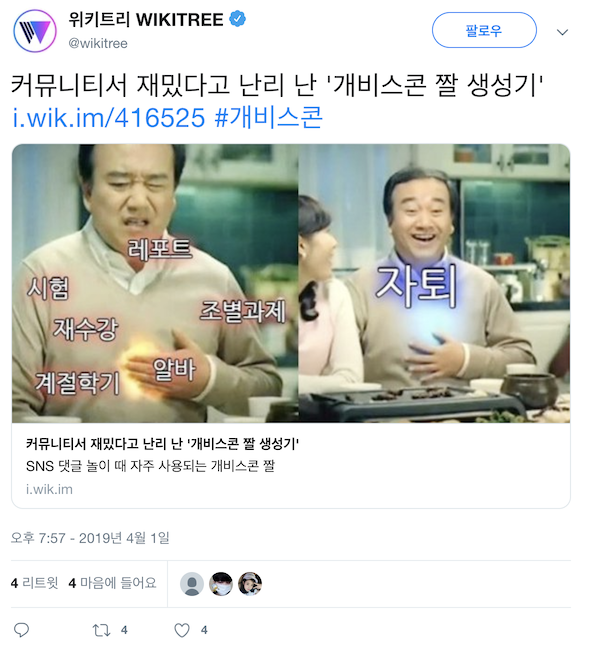 위키트리 WIKITREE
@wikitree
팔로우
커뮤니티서 재밌다고 난리 난 '개비스콘 짤 생성기'
i.wik.im/416525 #개비스콘
레포트
시험
조별과제
재수강
알바
계절학기
자퇴
커뮤니티서 재밌다고 난리 난 '개비스콘 짤 생성기'
SNS 댓글 놀이 때 자주 사용되는 개비스콘 짤
i.wik.im
오후 7:57 - 2019년 4월 1일
4 리트윗 4 마음에 들어요
4 4